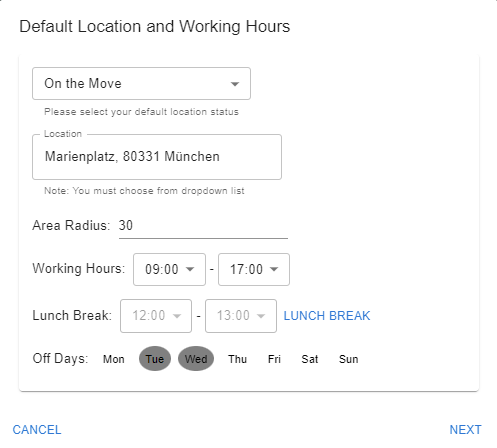 Default Location and Working Hours
On the Move
Please select your default location status
Location
Marienplatz, 80331 München
Note: You must choose from dropdown list
Area Radius: 30
Working Hours: 09:00 - 17:00
Lunch Break: 12:00 - 13:00 LUNCH BREAK
Off Days: Mon Tue Wed Thu Fri Sat Sun
CANCEL NEXT